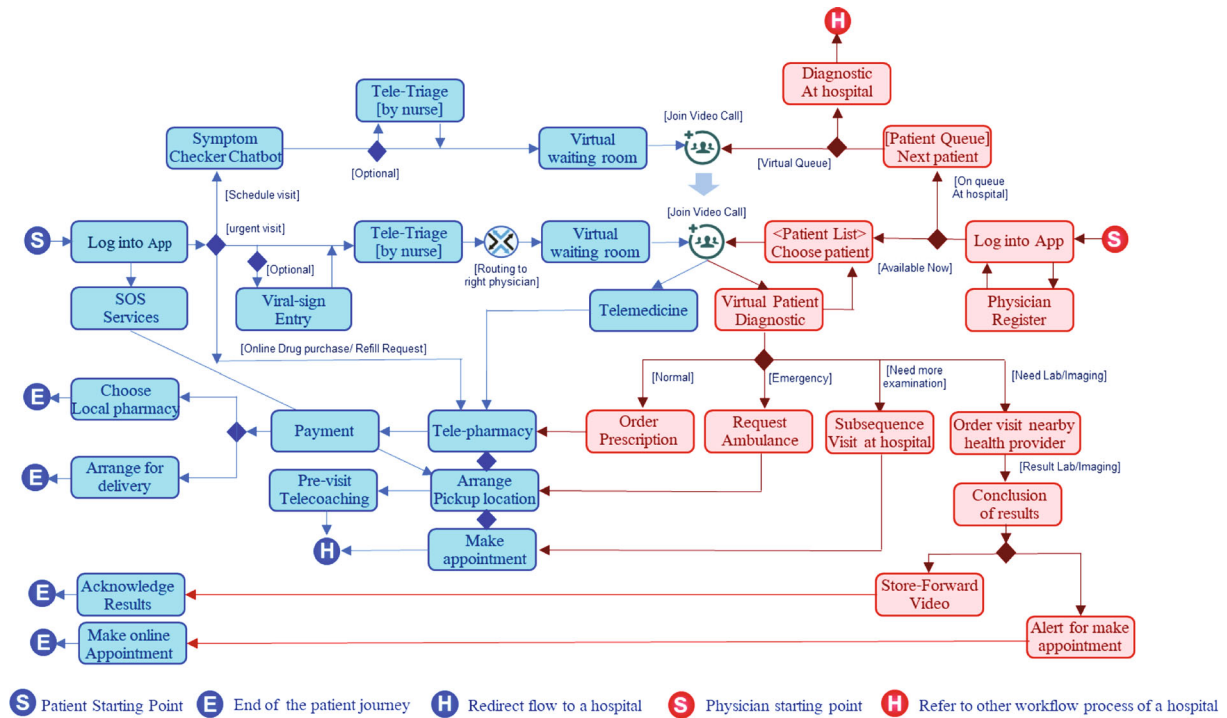 H
Diagnostic
At hospital
Tele-Triage
[by nurse]
[Join Video Call]
Symptom
Checker Chatbot
Virtual
waiting room
[Patient Queue]
Next patient
[Optional]
[Virtual Queue]
[Schedule visit]
[On queue
At hospital]
[urgent visit]
[Join Video Call]
S
Log into App
Tele-Triage
[by nurse]
Virtual
waiting room
<Patient List>
Choose patient
Log into App
S
[Optional]
[Routing to
right physician]
[Available Now]
SOS
Services
Viral-sign
Entry
Telemedicine
Virtual Patient
Diagnostic
Physician
Register
[Online Drug purchase/ Refill Request]
[Normal]
[Emergency]
[Need more
examination]
[Need Lab/Imaging]
E
Choose
Local pharmacy
Payment
Tele-pharmacy
Order
Prescription
Request
Ambulance
Subsequence
Visit at hospital
Order visit nearby
health provider
[Result Lab/Imaging]
E
Arrange for
delivery
Pre-visit
Telecoaching
Arrange
Pickup location
Conclusion
of results
H
Make
appointment
E
Acknowledge
Results
Store-Forward
Video
E
Make online
Appointment
Alert for make
appointment
S Patient Starting Point
E End of the patient journey
H Redirect flow to a hospital
S Physician starting point
H Refer to other workflow process of a hospital